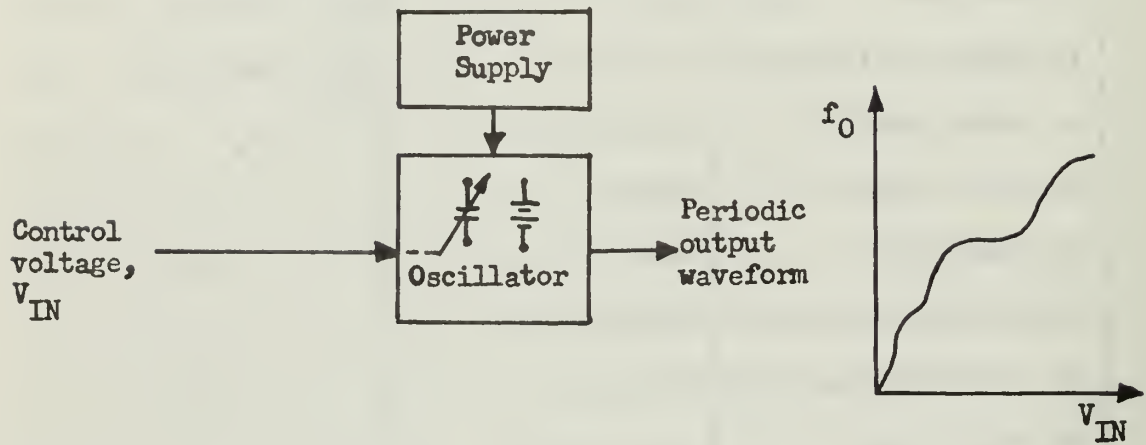 Power
Supply
Control
voltage,
V_IN
Oscillator
Periodic
output
waveform
f_0
V_IN